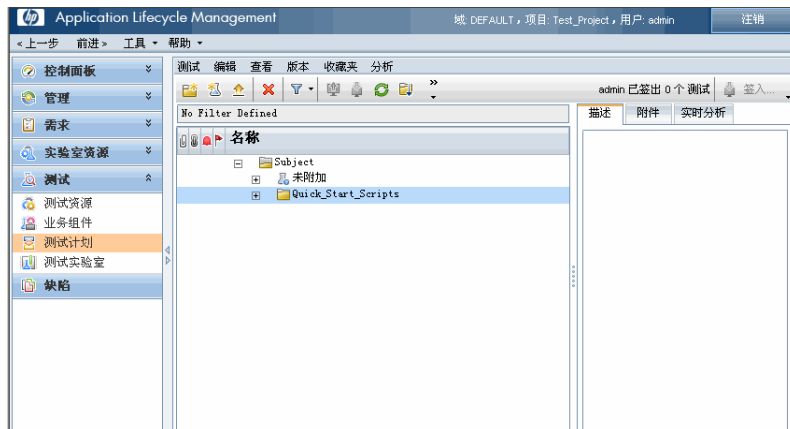 hp Application Lifecycle Management 域: DEFAULT，项目: Test_Project，用户: admin 注销
«上一步 前进» 工具 帮助
控制面板
管理
需求
实验室资源
测试
测试资源
业务组件
测试计划
测试实验室
缺陷
测试 编辑 查看 版本 收藏夹 分析
» admin 已签出 0 个 测试 签入...
No Filter Defined
名称
Subject
未附加
Quick_Start_Scripts
描述 附件 实时分析